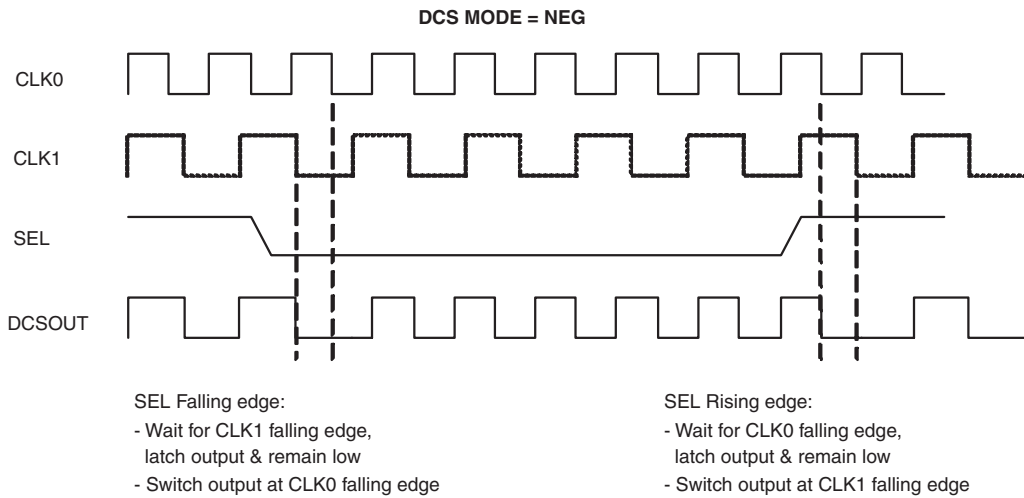 DCS MODE = NEG
CLK0
CLK1
SEL
DCSOUT
SEL Falling edge:
- Wait for CLK1 falling edge,
latch output & remain low
- Switch output at CLK0 falling edge
SEL Rising edge:
- Wait for CLK0 falling edge,
latch output & remain low
- Switch output at CLK1 falling edge